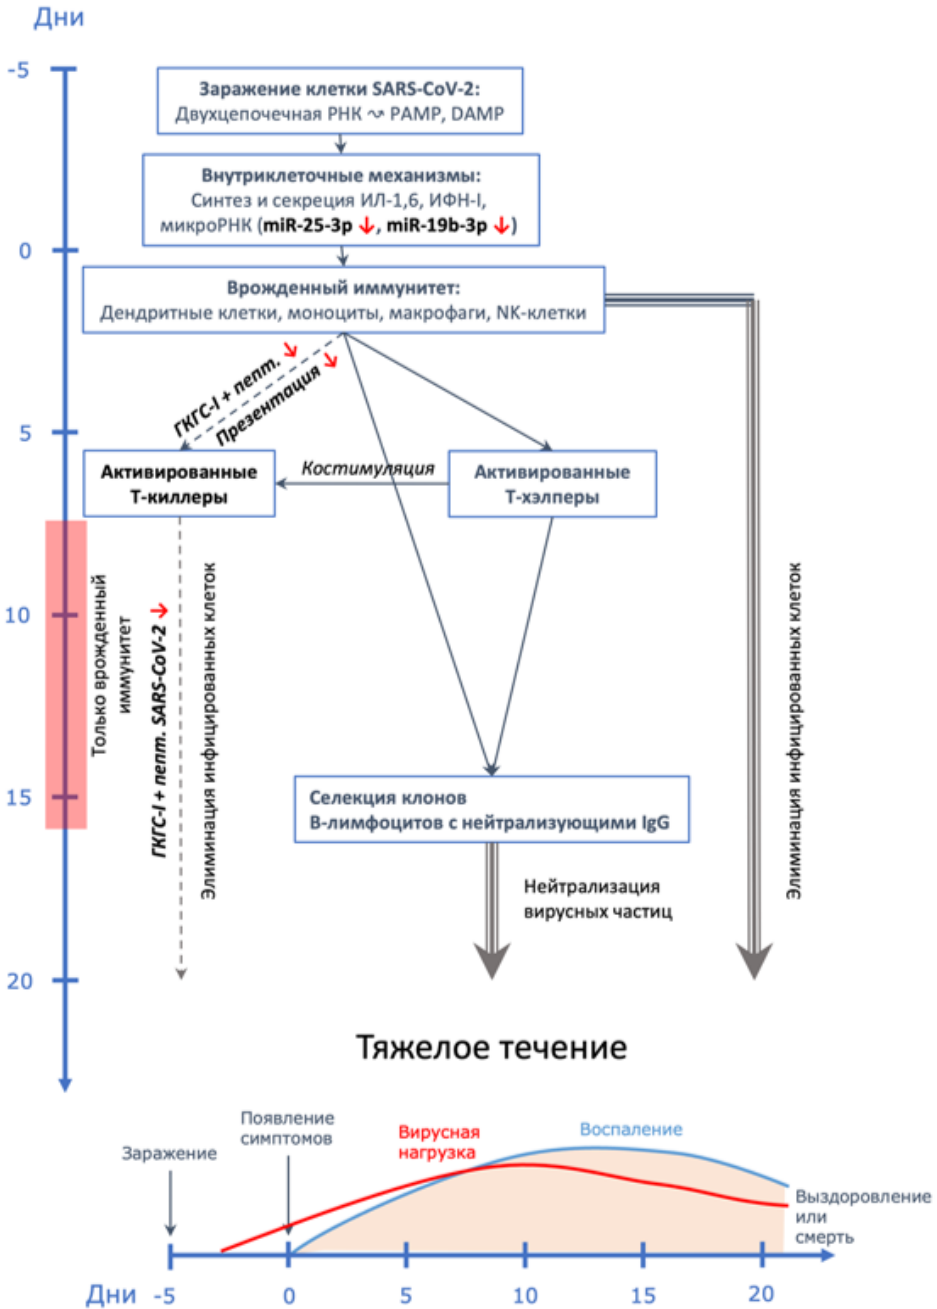 Дни
-5
Заражение клетки SARS-CoV-2:
Двухцепочечная РНК ⤳ PAMP, DAMP
Внутриклеточные механизмы:
Синтез и секреция ИЛ-1,6, ИФН-I,
микроРНК (miR-25-3p ↓, miR-19b-3p ↓)
0
Врожденный иммунитет:
Дендритные клетки, моноциты, макрофаги, NK-клетки
ГКГС-I + пепт. ↓
Презентация ↓
5
Активированные
Т-киллеры
Костимуляция
Активированные
Т-хэлперы
10
Только врожденный
иммунитет
ГКГС-I + пепт. SARS-CoV-2 ↓
Элиминация инфицированных клеток
Элиминация инфицированных клеток
15
Селекция клонов
В-лимфоцитов с нейтрализующими IgG
Нейтрализация
вирусных частиц
20
Тяжелое течение
Заражение
Появление
симптомов
Вирусная
нагрузка
Воспаление
Выздоровление
или
смерть
Дни -5 0 5 10 15 20